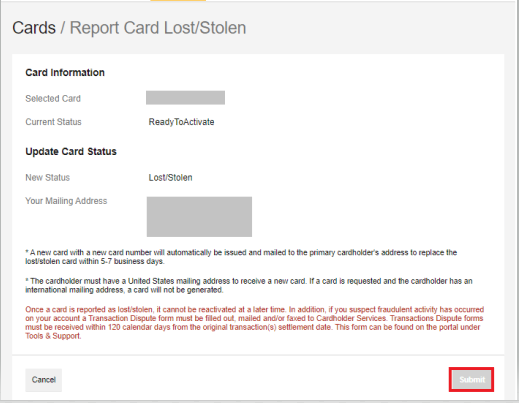 Cards / Report Card Lost/Stolen
Card Information
Selected Card
Current Status ReadyToActivate
Update Card Status
New Status Lost/Stolen
Your Mailing Address
* A new card with a new card number will automatically be issued and mailed to the primary cardholder's address to replace the
lost/stolen card within 5-7 business days.
* The cardholder must have a United States mailing address to receive a new card. If a card is requested and the cardholder has an
international mailing address, a card will not be generated.
Once a card is reported as lost/stolen, it cannot be reactivated at a later time. In addition, if you suspect fraudulent activity has occurred
on your account a Transaction Dispute form must be filled out, mailed and/or faxed to Cardholder Services. Transactions Dispute forms
must be received within 120 calendar days from the original transaction(s) settlement date. This form can be found on the portal under
Tools & Support.
Cancel Submit